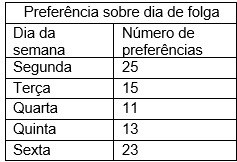 Preferência sobre dia de folga
Dia da semana Número de preferências
Segunda 25
Terça 15
Quarta 11
Quinta 13
Sexta 23